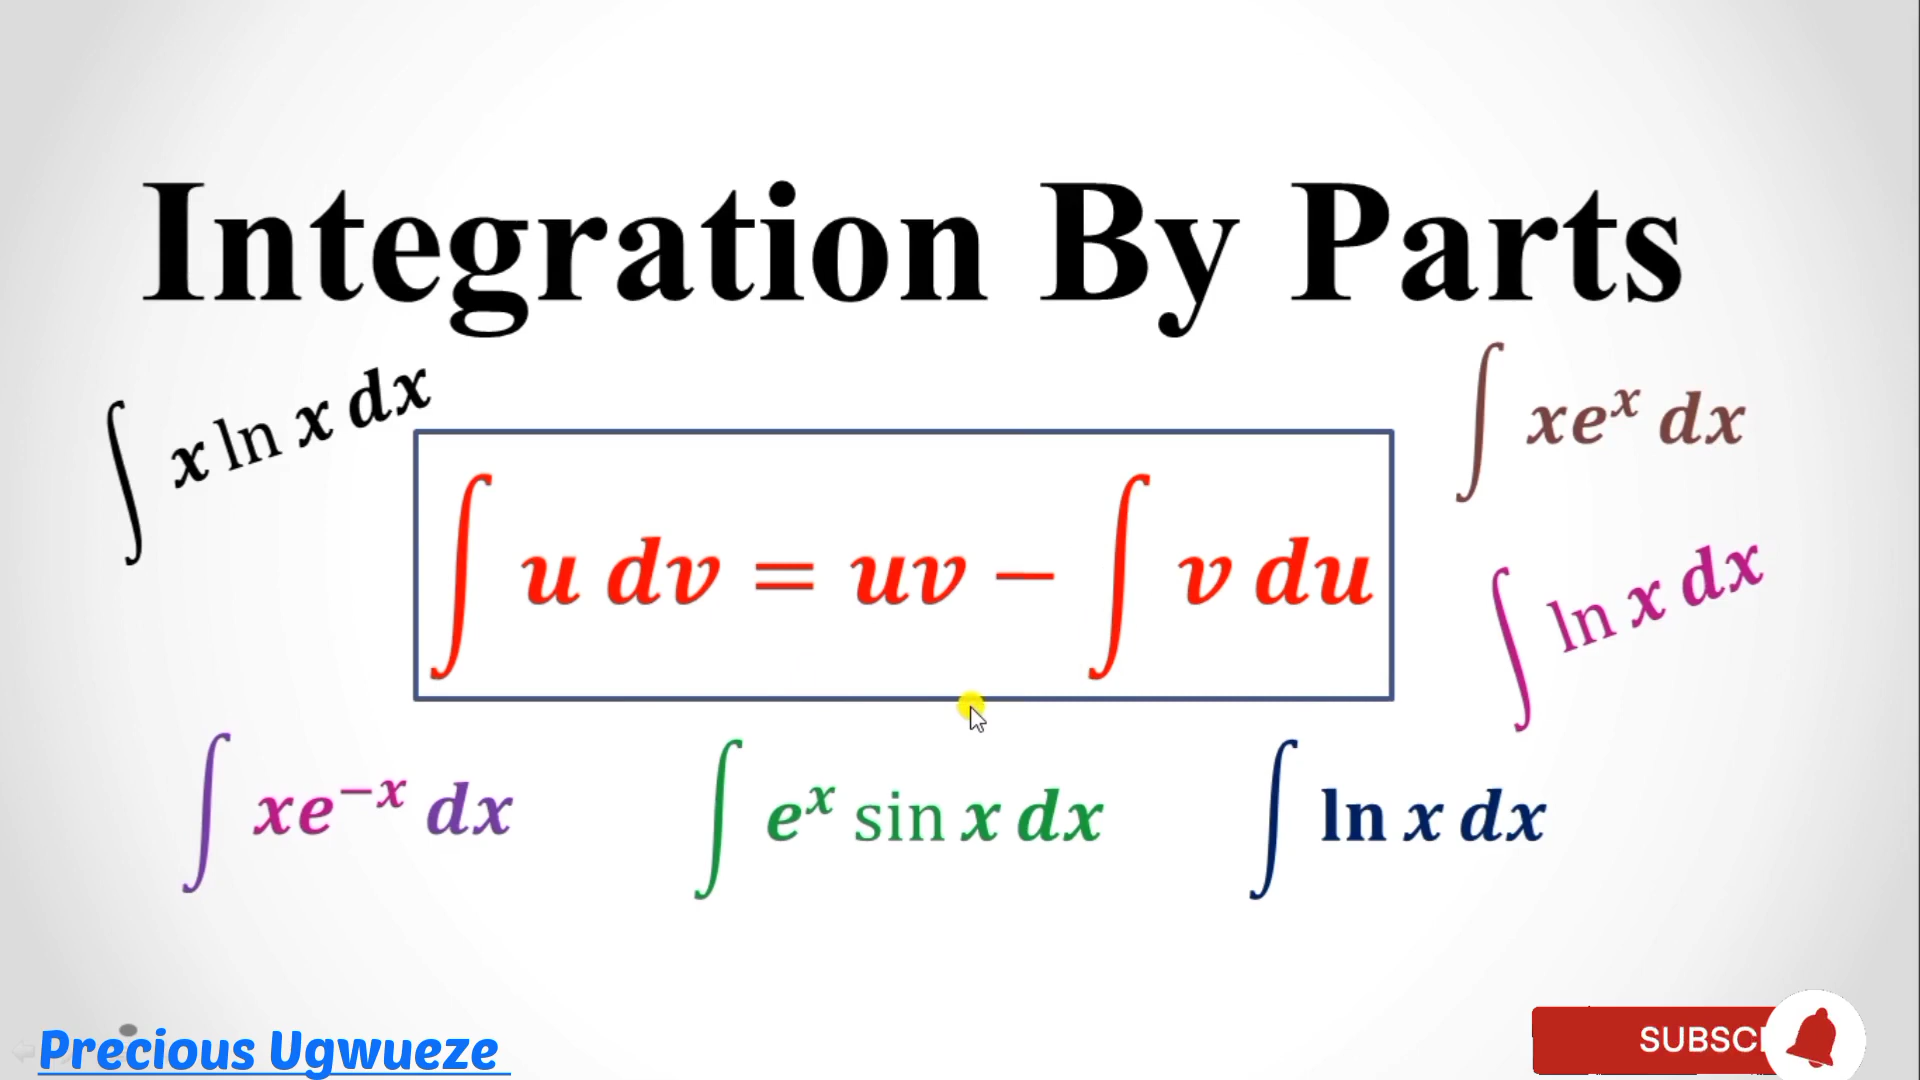 Integration By Parts
∫ x ln x dx
∫ xeˣ dx
∫ u dv = uv − ∫ v du
∫ ln x dx
∫ xe⁻ˣ dx
∫ eˣ sin x dx
∫ ln x dx
Precious Ugwueze
SUBSC